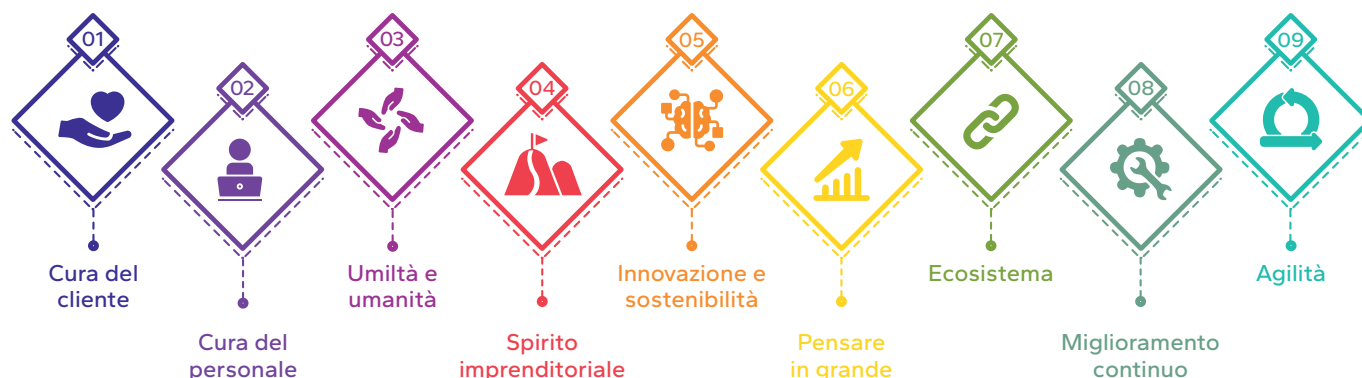 01
Cura del
cliente
02
Cura del
personale
03
Umiltà e
umanità
04
Spirito
imprenditoriale
05
Innovazione e
sostenibilità
06
Pensare
in grande
07
Ecosistema
08
Miglioramento
continuo
09
Agilità